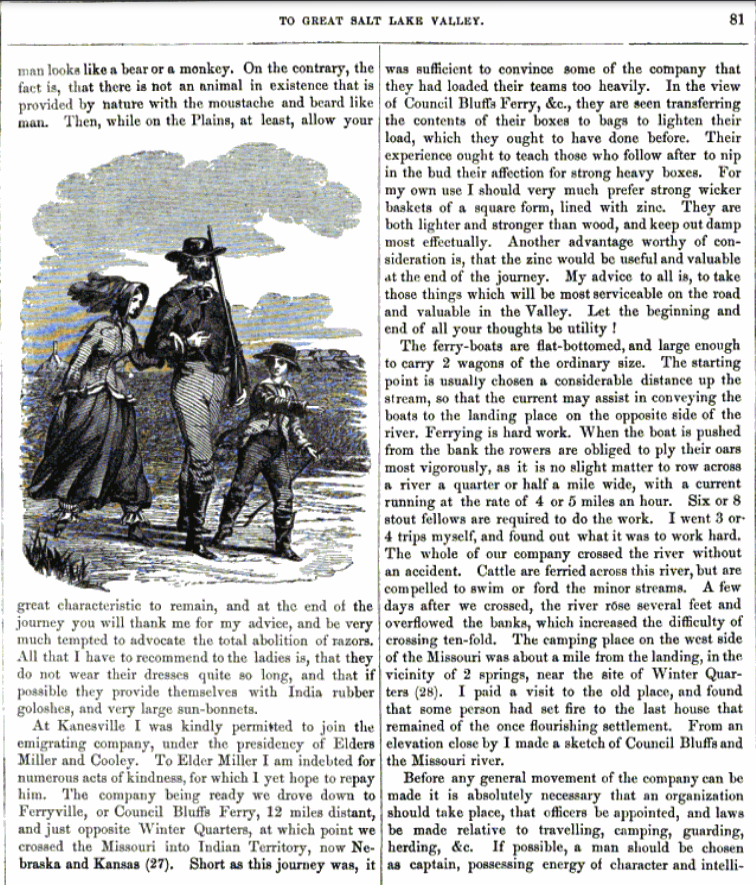 TO GREAT SALT LAKE VALLEY.
81
man looks like a bear or a monkey. On the contrary, the
fact is, that there is not an animal in existence that is
provided by nature with the moustache and beard like
man. Then, while on the Plains, at least, allow your
great characteristic to remain, and at the end of the
journey you will thank me for my advice, and be very
much tempted to advocate the total abolition of razors.
All that I have to recommend to the ladies is, that they
do not wear their dresses quite so long, and that if
possible they provide themselves with India rubber
goloshes, and very large sun-bonnets.
At Kanesville I was kindly permitted to join the
emigrating company, under the presidency of Elders
Miller and Cooley. To Elder Miller I am indebted for
numerous acts of kindness, for which I yet hope to repay
him. The company being ready we drove down to
Ferryville, or Council Bluffs Ferry, 12 miles distant,
and just opposite Winter Quarters, at which point we
crossed the Missouri into Indian Territory, now Ne-
braska and Kansas (27). Short as this journey was, it
was sufficient to convince some of the company that
they had loaded their teams too heavily. In the view
of Council Bluffs Ferry, &c., they are seen transferring
the contents of their boxes to bags to lighten their
load, which they ought to have done before. Their
experience ought to teach those who follow after to nip
in the bud their affection for strong heavy boxes. For
my own use I should very much prefer strong wicker
baskets of a square form, lined with zinc. They are
both lighter and stronger than wood, and keep out damp
most effectually. Another advantage worthy of con-
sideration is, that the zinc would be useful and valuable
at the end of the journey. My advice to all is, to take
those things which will be most serviceable on the road
and valuable in the Valley. Let the beginning and
end of all your thoughts be utility !
The ferry-boats are flat-bottomed, and large enough
to carry 2 wagons of the ordinary size. The starting
point is usually chosen a considerable distance up the
stream, so that the current may assist in conveying the
boats to the landing place on the opposite side of the
river. Ferrying is hard work. When the boat is pushed
from the bank the rowers are obliged to ply their oars
most vigorously, as it is no slight matter to row across
a river a quarter or half a mile wide, with a current
running at the rate of 4 or 5 miles an hour. Six or 8
stout fellows are required to do the work. I went 3 or
4 trips myself, and found out what it was to work hard.
The whole of our company crossed the river without
an accident. Cattle are ferried across this river, but are
compelled to swim or ford the minor streams. A few
days after we crossed, the river rose several feet and
overflowed the banks, which increased the difficulty of
crossing ten-fold. The camping place on the west side
of the Missouri was about a mile from the landing, in the
vicinity of 2 springs, near the site of Winter Quar-
ters (28). I paid a visit to the old place, and found
that some person had set fire to the last house that
remained of the once flourishing settlement. From an
elevation close by I made a sketch of Council Bluffs and
the Missouri river.
Before any general movement of the company can be
made it is absolutely necessary that an organization
should take place, that officers be appointed, and laws
be made relative to travelling, camping, guarding,
herding, &c. If possible, a man should be chosen
as captain, possessing energy of character and intelli-